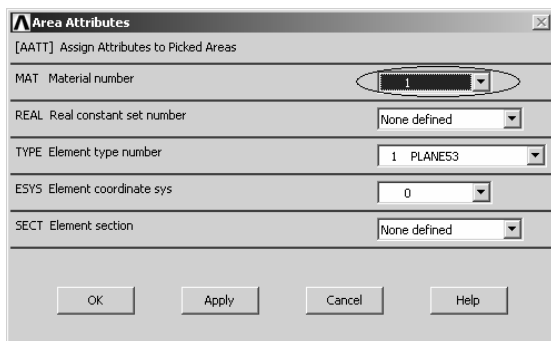 Area Attributes
[AATT] Assign Attributes to Picked Areas
MAT Material number 1
REAL Real constant set number None defined
TYPE Element type number 1 PLANE53
ESYS Element coordinate sys 0
SECT Element section None defined
OK Apply Cancel Help